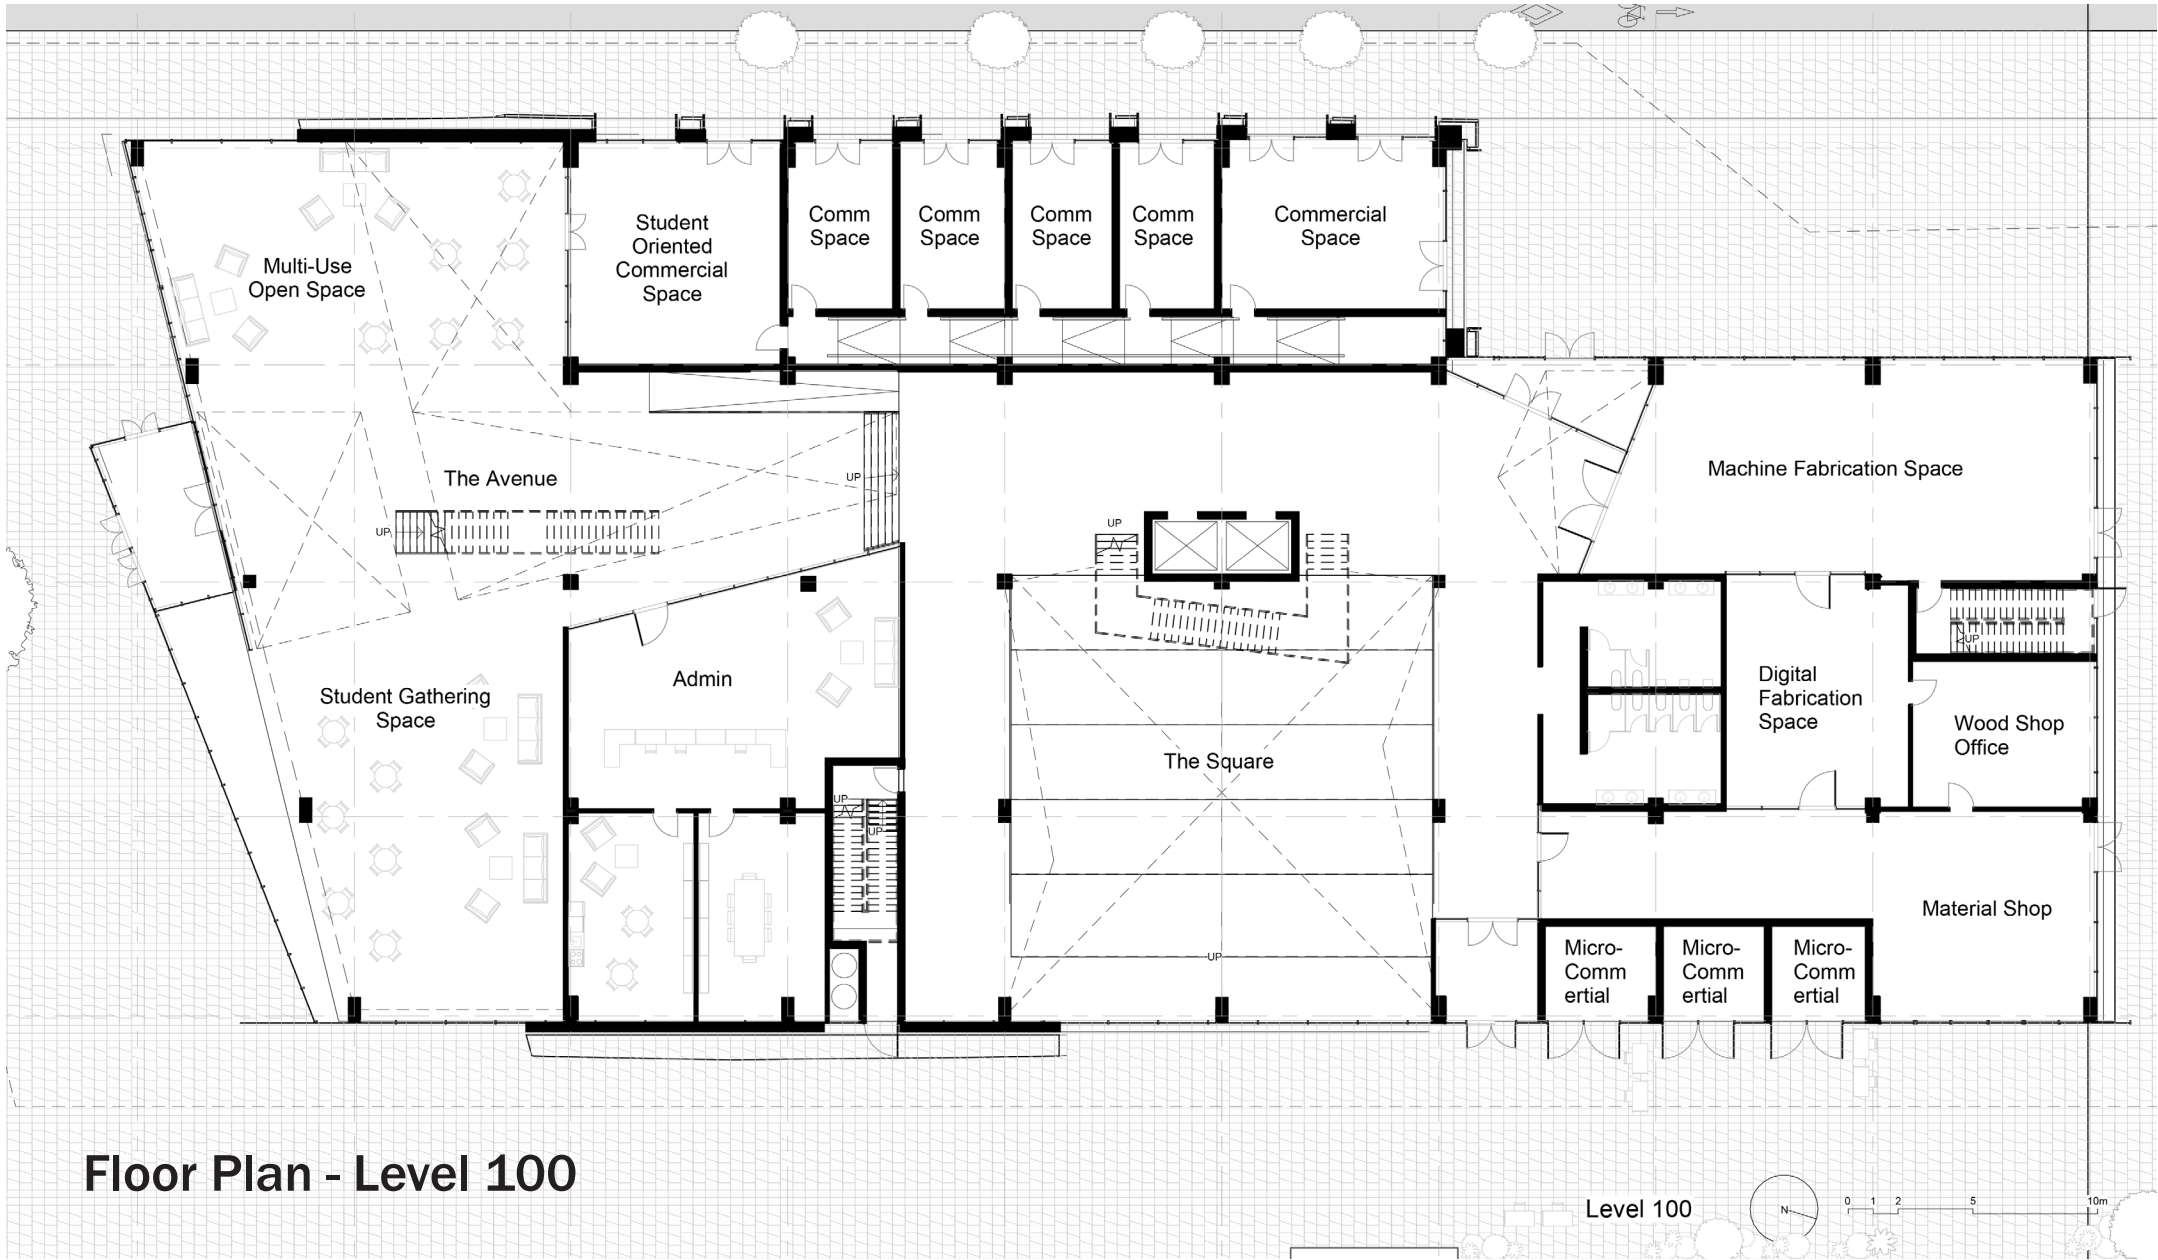 Student
Oriented
Commercial
Space
Comm
Space
Comm
Space
Comm
Space
Comm
Space
Commercial
Space
Multi-Use
Open Space
The Avenue
UP
UP
UP
Machine Fabrication Space
Student Gathering
Space
Admin
UP
UP
The Square
UP
Digital
Fabrication
Space
UP
Wood Shop
Office
Material Shop
Micro-
Comm
ertial
Micro-
Comm
ertial
Micro-
Comm
ertial
Floor Plan - Level 100
Level 100
N
0 1 2 5 10m